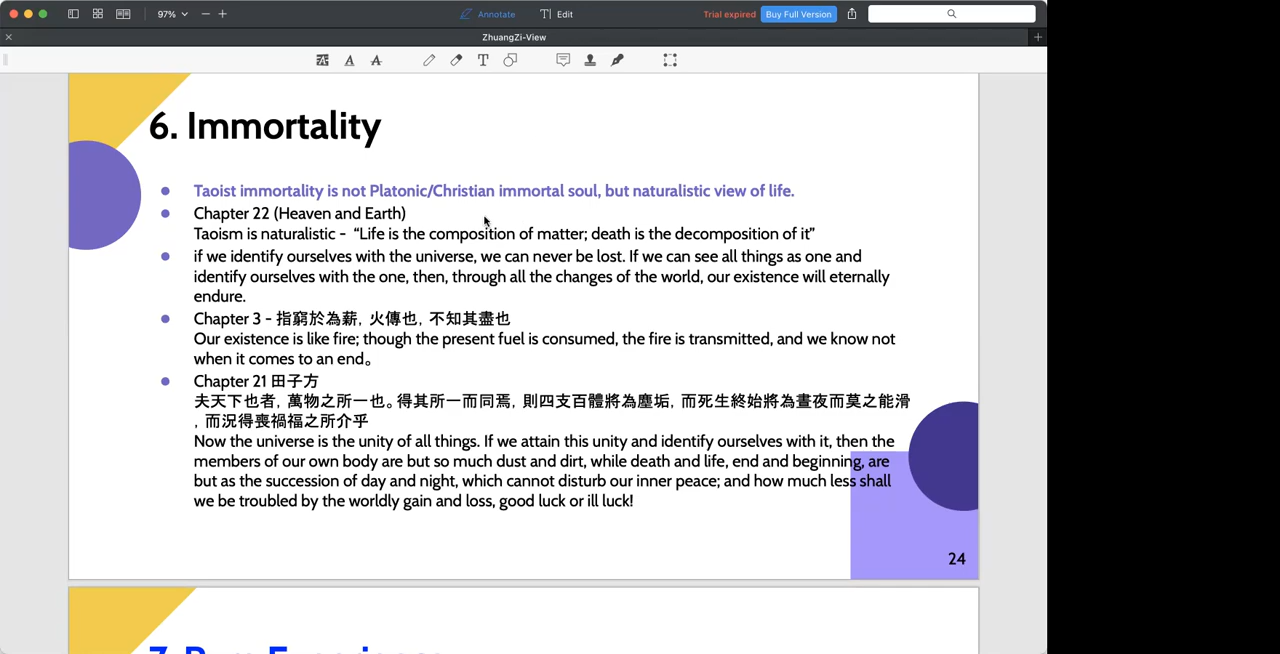 97%
Annotate
Edit
Trial expired
Buy Full Version
ZhuangZi-View
6. Immortality
Taoist immortality is not Platonic/Christian immortal soul, but naturalistic view of life.
Chapter 22 (Heaven and Earth)
Taoism is naturalistic - “Life is the composition of matter; death is the decomposition of it”
if we identify ourselves with the universe, we can never be lost. If we can see all things as one and
identify ourselves with the one, then, through all the changes of the world, our existence will eternally
endure.
Chapter 3 - 指窮於為薪, 火傳也, 不知其盡也
Our existence is like fire; though the present fuel is consumed, the fire is transmitted, and we know not
when it comes to an end。
Chapter 21 田子方
夫天下也者, 萬物之所一也。得其所一而同焉, 則四支百體將為塵垢, 而死生終始將為晝夜而莫之能滑
, 而況得喪禍福之所介乎
Now the universe is the unity of all things. If we attain this unity and identify ourselves with it, then the
members of our own body are but so much dust and dirt, while death and life, end and beginning, are
but as the succession of day and night, which cannot disturb our inner peace; and how much less shall
we be troubled by the worldly gain and loss, good luck or ill luck!
24